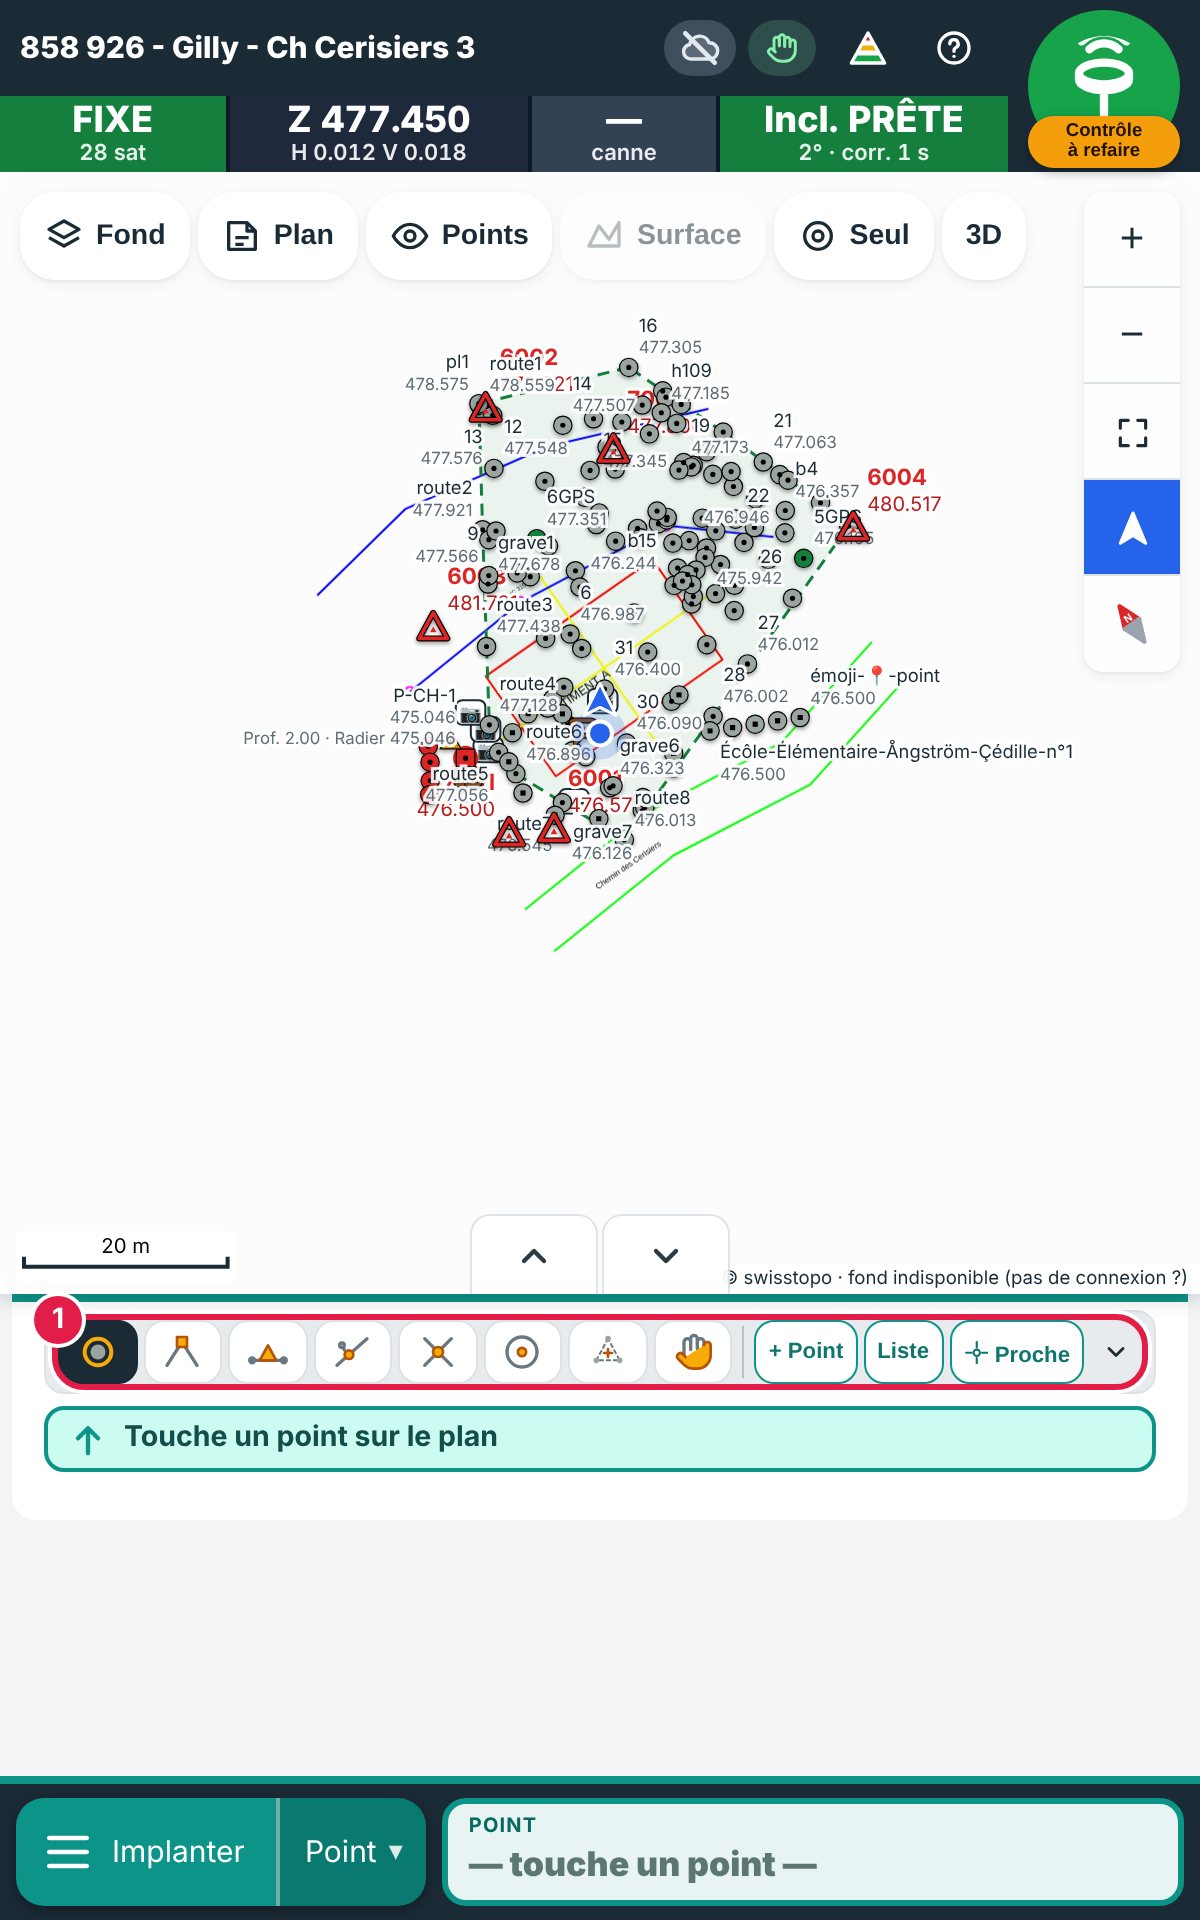 858 926 - Gilly - Ch Cerisiers 3
FIXE
28 sat
Z 477.450
H 0.012 V 0.018
—
canne
Incl. PRÊTE
2° · corr. 1 s
Contrôle
à refaire
Fond
Plan
Points
Surface
Seul
3D
+
−
N
16
477.305
pl1
478.575
route1
478.559
14
477.507
h109
477.185
13
477.576
12
477.548
19
477.173
21
477.063
route2
477.921
6GPS
477.351
22
476.946
b4
476.357
6004
480.517
5GPS
9
477.566
grave1
477.678
b15
476.244
26
475.942
route3
477.438
6
476.987
27
476.012
31
476.400
28
476.002
émoji-📍-point
476.500
P-CH-1
475.046
Prof. 2.00 · Radier 475.046
route4
477.128
30
476.090
route6
476.896
grave6
476.323
Écôle-Élémentaire-Ångström-Çédille-n°1
476.500
route5
477.056
476.500
route8
476.013
grave7
476.126
Chemin des Cerisiers
20 m
© swisstopo · fond indisponible (pas de connexion ?)
1
+ Point
Liste
Proche
Touche un point sur le plan
Implanter
Point ▾
POINT
— touche un point —